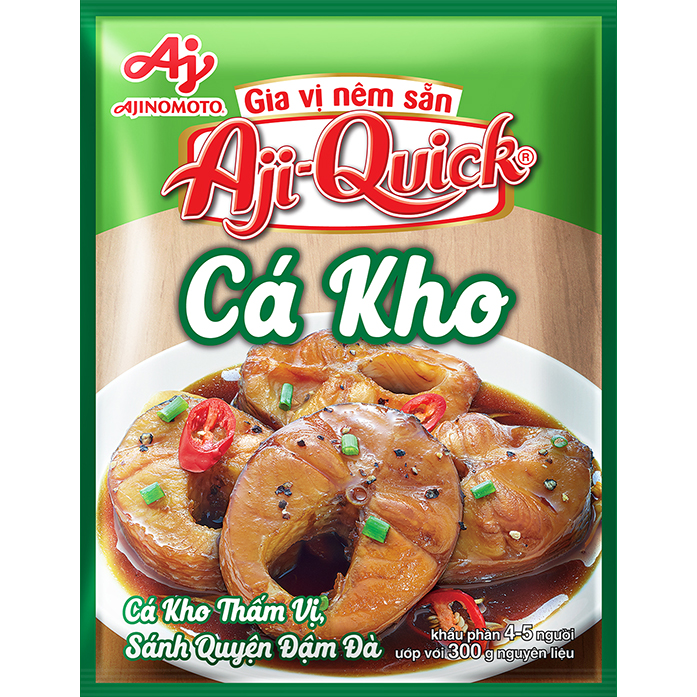 AJINOMOTO®
Gia vị nêm sẵn
Aji-Quick®
Cá Kho
Cá Kho Thấm Vị,
Sánh Quyện Đậm Đà
khẩu phần 4-5 người
ướp với 300 g nguyên liệu